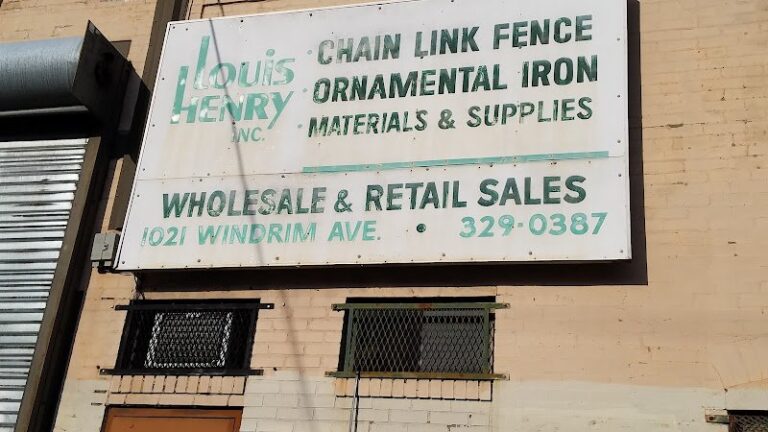 Louis
HENRY
INC.
· CHAIN LINK FENCE
· ORNAMENTAL IRON
· MATERIALS & SUPPLIES
WHOLESALE & RETAIL SALES
1021 WINDRIM AVE. • 329-0387